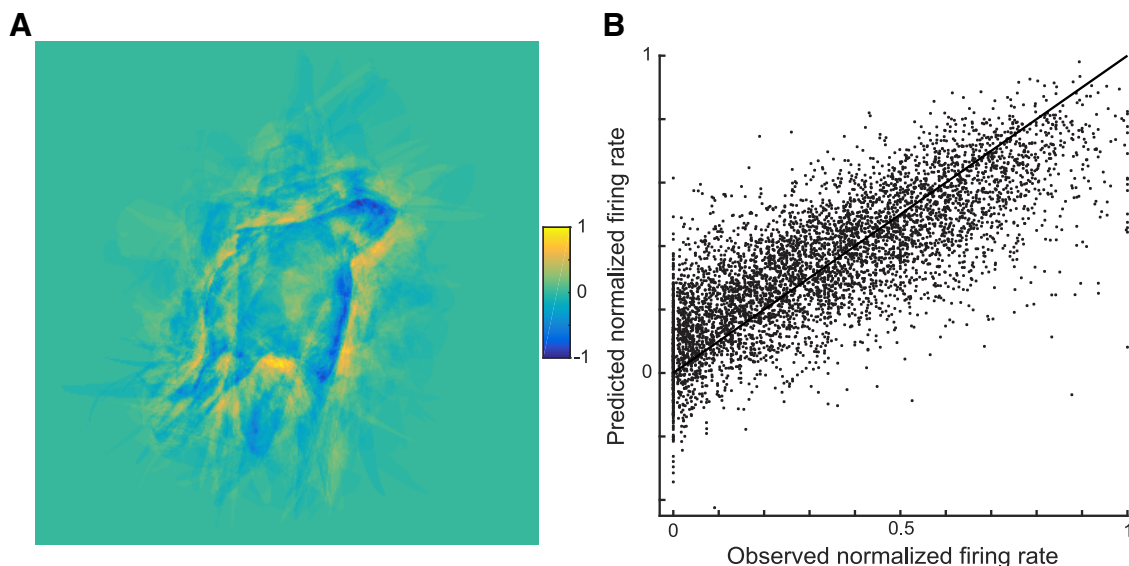 A
B
1
0
-1
1
0
Predicted normalized firing rate
0
0.5
1
Observed normalized firing rate